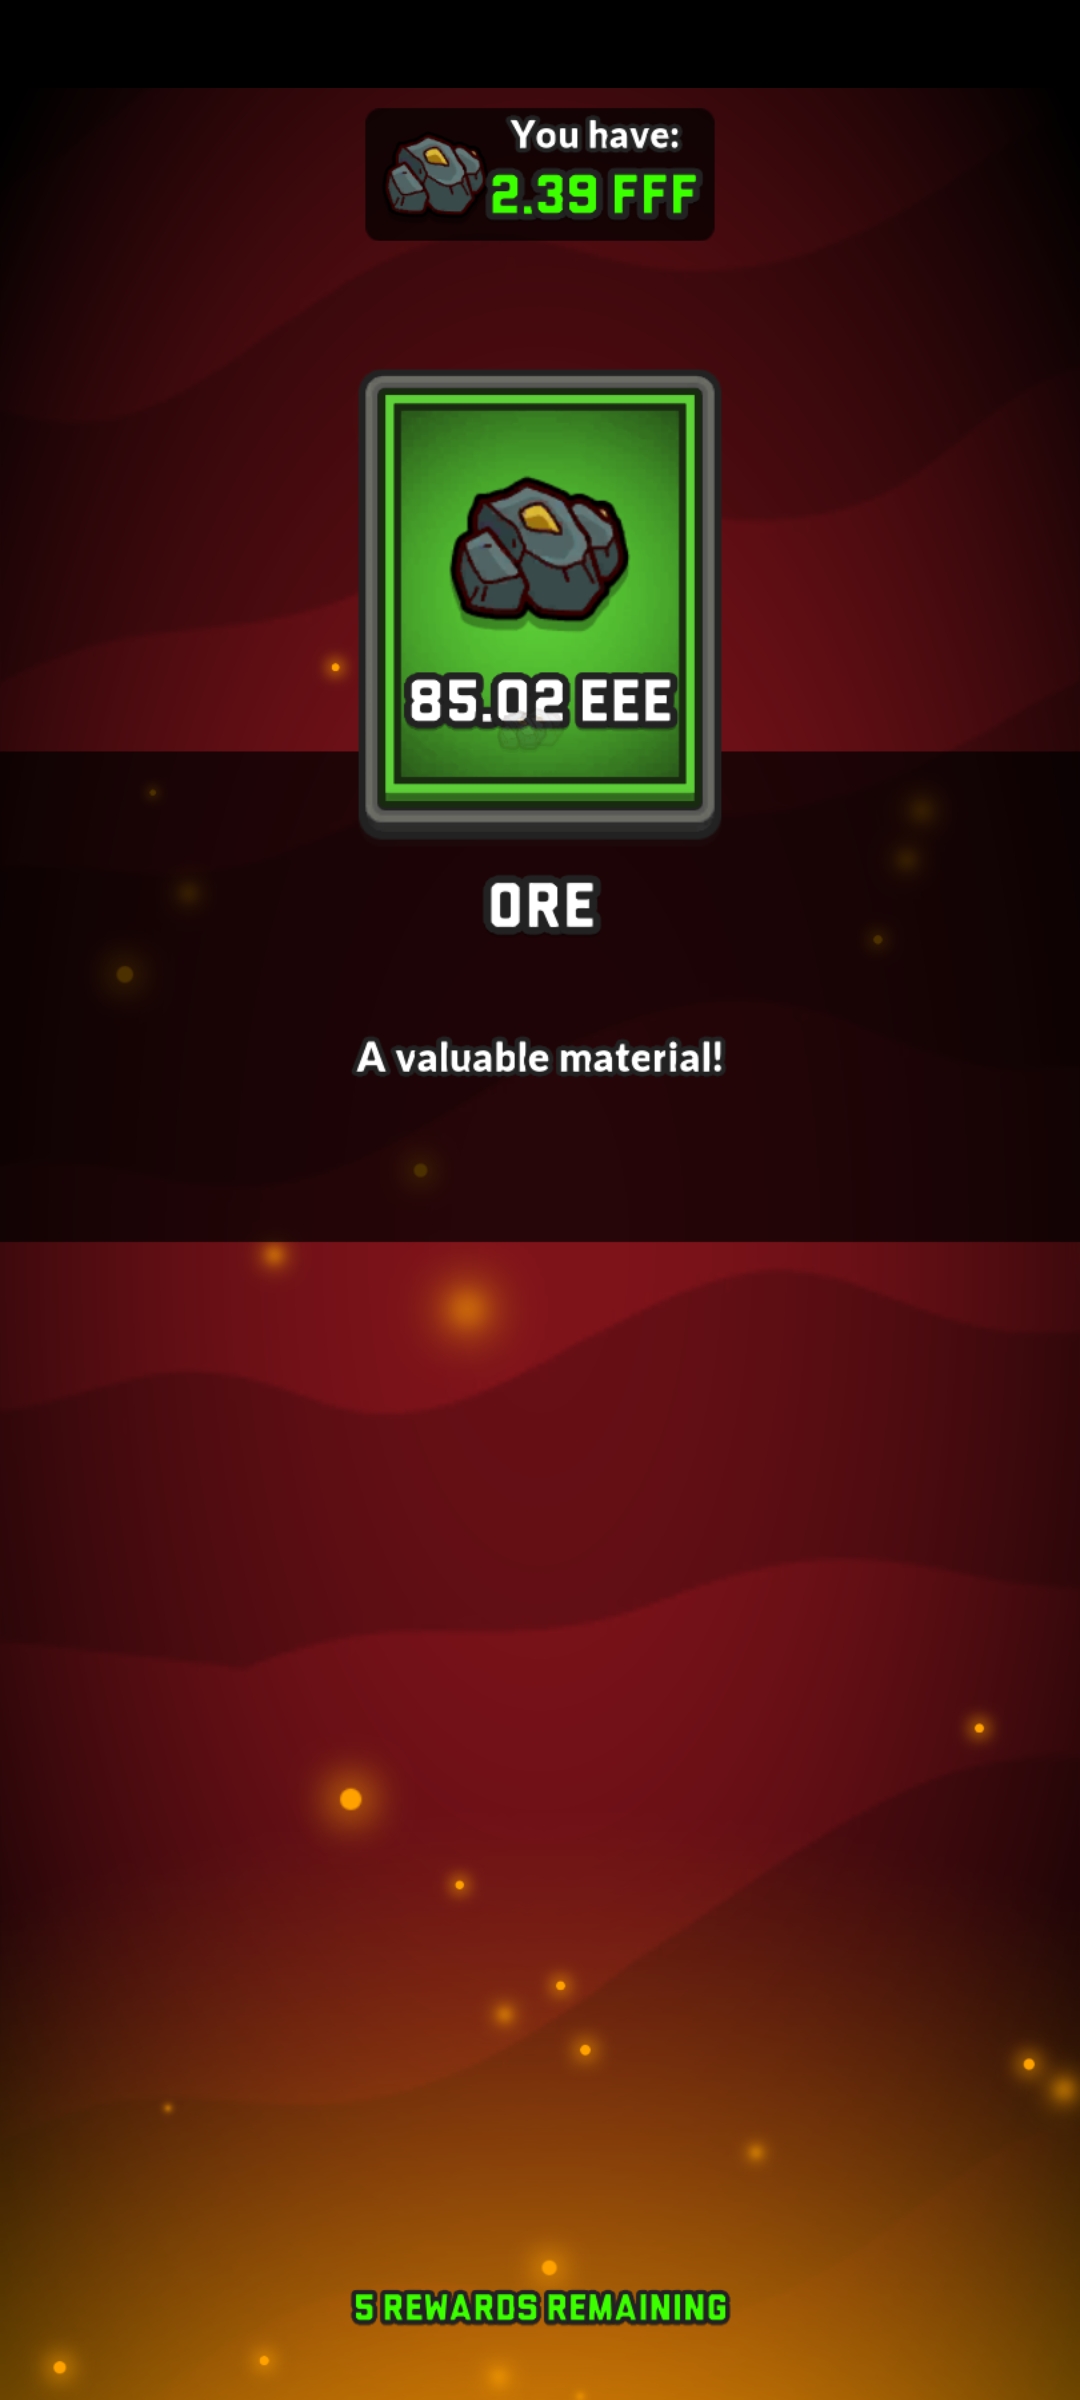 You have:
2.39 FFF
85.02 EEE
ORE
A valuable material!
5 REWARDS REMAINING